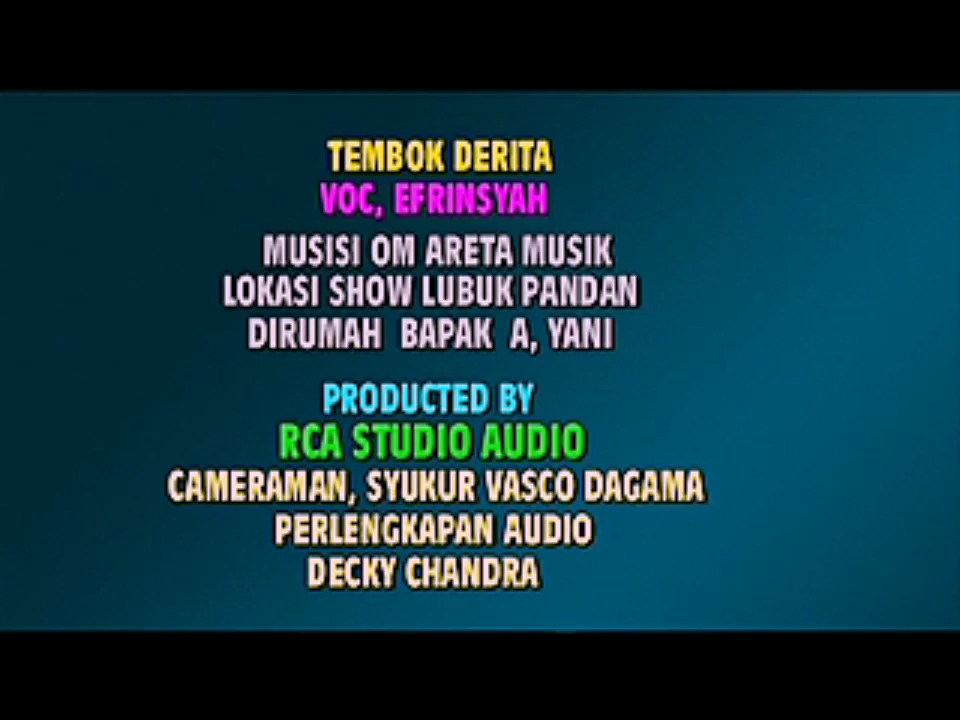 TEMBOK DERITA
VOC, EFRINSYAH
MUSISI OM ARETA MUSIK
LOKASI SHOW LUBUK PANDAN
DIRUMAH BAPAK A, YANI
PRODUCTED BY
RCA STUDIO AUDIO
CAMERAMAN, SYUKUR VASCO DAGAMA
PERLENGKAPAN AUDIO
DECKY CHANDRA